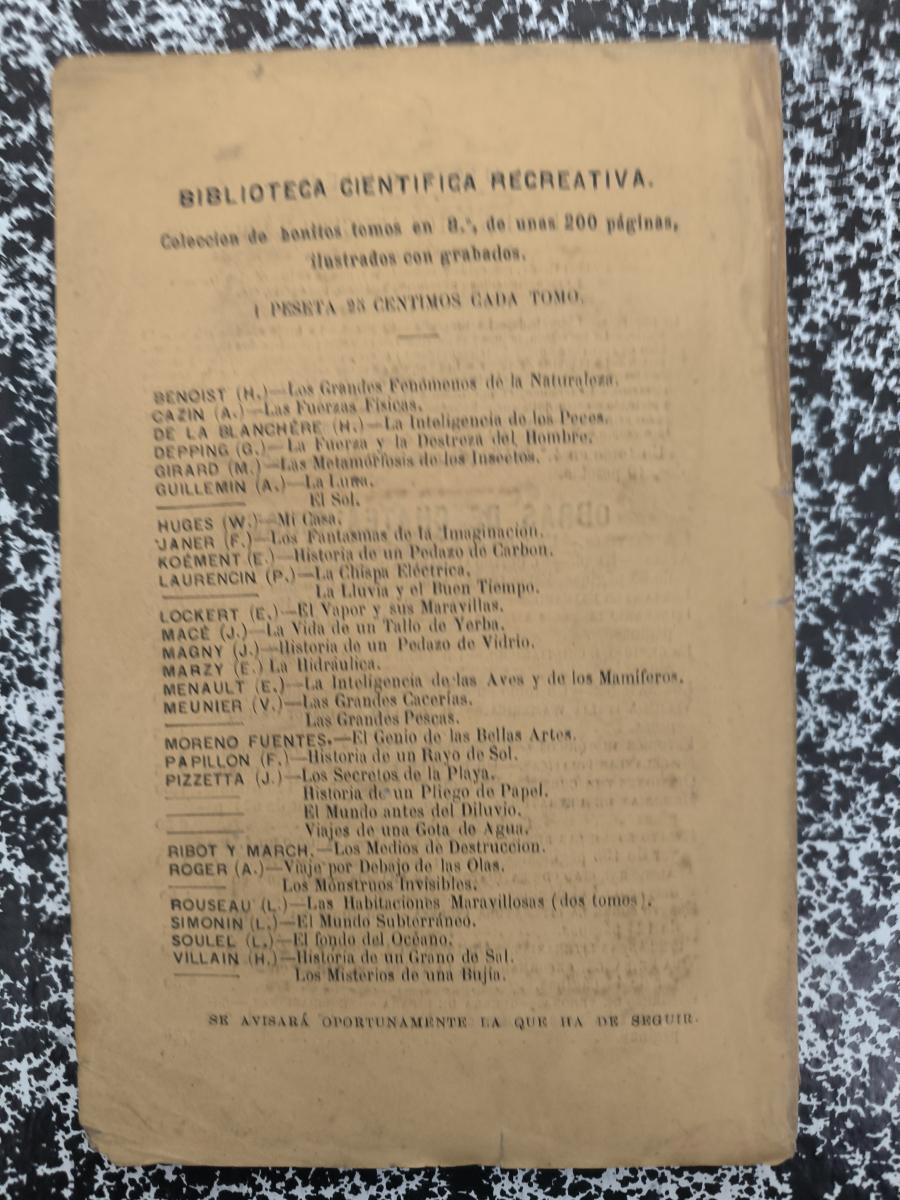 BIBLIOTECA CIENTIFICA RECREATIVA.
Coleccion de bonitos tomos en 8.º, de unas 200 páginas,
ilustrados con grabados.
1 PESETA 25 CENTIMOS CADA TOMO.
BENOIST (H.)—Los Grandes Fenómenos de la Naturaleza.
CAZIN (A.)—Las Fuerzas Físicas.
DE LA BLANCHÈRE (H.)—La Inteligencia de los Peces.
DEPPING (G.)—La Fuerza y la Destreza del Hombre.
GIRARD (M.)—Las Metamórfosis de los Insectos.
GUILLEMIN (A.)—La Luna.
El Sol.
HUGES (W.)—Mi Casa.
JANER (F.)—Los Fantasmas de la Imaginación.
KOÉMENT (E.)—Historia de un Pedazo de Carbon.
LAURENCIN (P.)—La Chispa Eléctrica.
La Lluvia y el Buen Tiempo.
LOCKERT (E.)—El Vapor y sus Maravillas.
MACÉ (J.)—La Vida de un Tallo de Yerba.
MAGNY (J.)—Historia de un Pedazo de Vidrio.
MARZY (E.) La Hidráulica.
MENAULT (E.)—La Inteligencia de las Aves y de los Mamíferos.
MEUNIER (V.)—Las Grandes Cacerías.
Las Grandes Pescas.
MORENO FUENTES.—El Genio de las Bellas Artes.
PAPILLON (F.)—Historia de un Rayo de Sol.
PIZZETTA (J.)—Los Secretos de la Playa.
Historia de un Pliego de Papel.
El Mundo antes del Diluvio.
Viajes de una Gota de Agua.
RIBOT Y MARCH.—Los Medios de Destruccion.
ROGER (A.)—Viaje por Debajo de las Olas.
Los Mónstruos Invisibles.
ROUSEAU (L.)—Las Habitaciones Maravillosas (dos tomos).
SIMONIN (L.)—El Mundo Subterráneo.
SOULEL (L.)—El fondo del Océano.
VILLAIN (H.)—Historia de un Grano de Sal.
Los Misterios de una Bujía.
SE AVISARÁ OPORTUNAMENTE LA QUE HA DE SEGUIR.